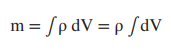 m = ∫ρ dV = ρ ∫dV